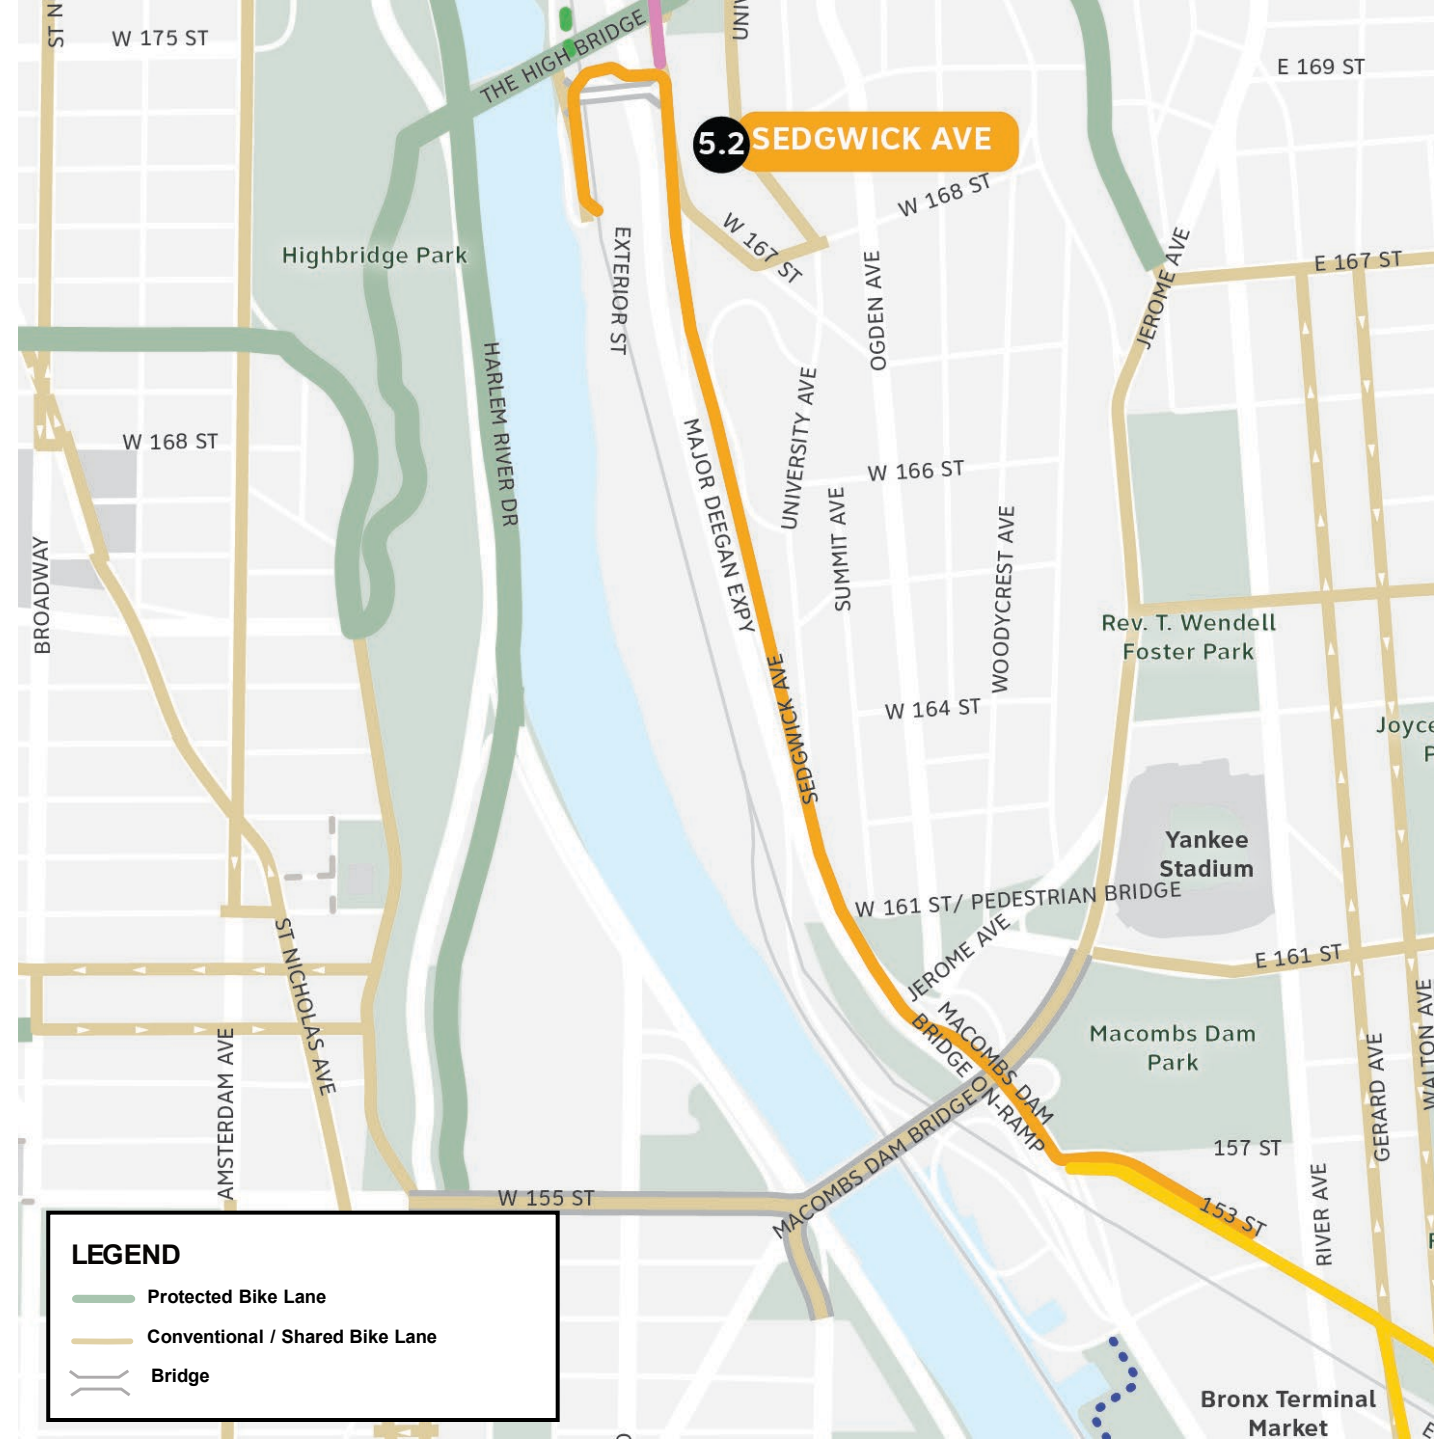 ST N
W 175 ST
THE HIGH BRIDGE
UNIV
E 169 ST
5.2 SEDGWICK AVE
W 168 ST
W 167 ST
Highbridge Park
EXTERIOR ST
OGDEN AVE
JEROME AVE
E 167 ST
HARLEM RIVER DR
W 168 ST
MAJOR DEEGAN EXPY
UNIVERSITY AVE
W 166 ST
SUMMIT AVE
WOODYCREST AVE
BROADWAY
Rev. T. Wendell
Foster Park
SEDGWICK AVE
W 164 ST
Joyce
P
Yankee
Stadium
W 161 ST/ PEDESTRIAN BRIDGE
JEROME AVE
E 161 ST
ST NICHOLAS AVE
AMSTERDAM AVE
MACOMBS DAM
BRIDGE ON-RAMP
Macombs Dam
Park
GERARD AVE
WALTON AVE
MACOMBS DAM BRIDGE
157 ST
W 155 ST
153 ST
RIVER AVE
LEGEND
Protected Bike Lane
Conventional / Shared Bike Lane
Bridge
Bronx Terminal
Market